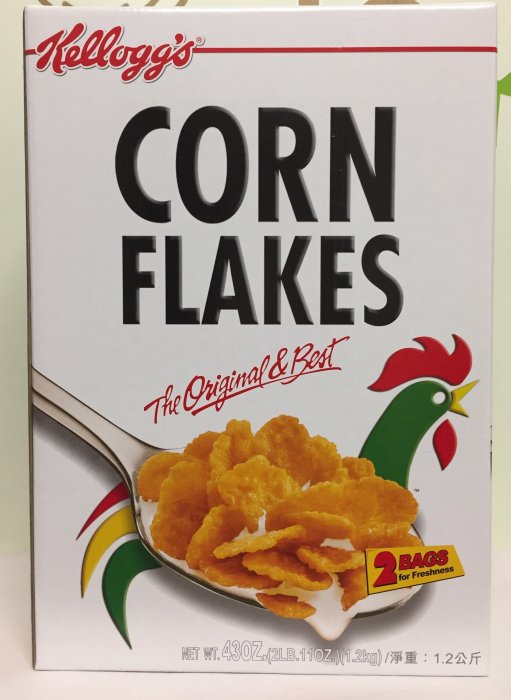 Kellogg's®
CORN
FLAKES
The Original & Best
™
2 BAGS
for Freshness
NET WT. 43OZ.(2LB.11OZ.)(1.2kg) /淨重：1.2公斤